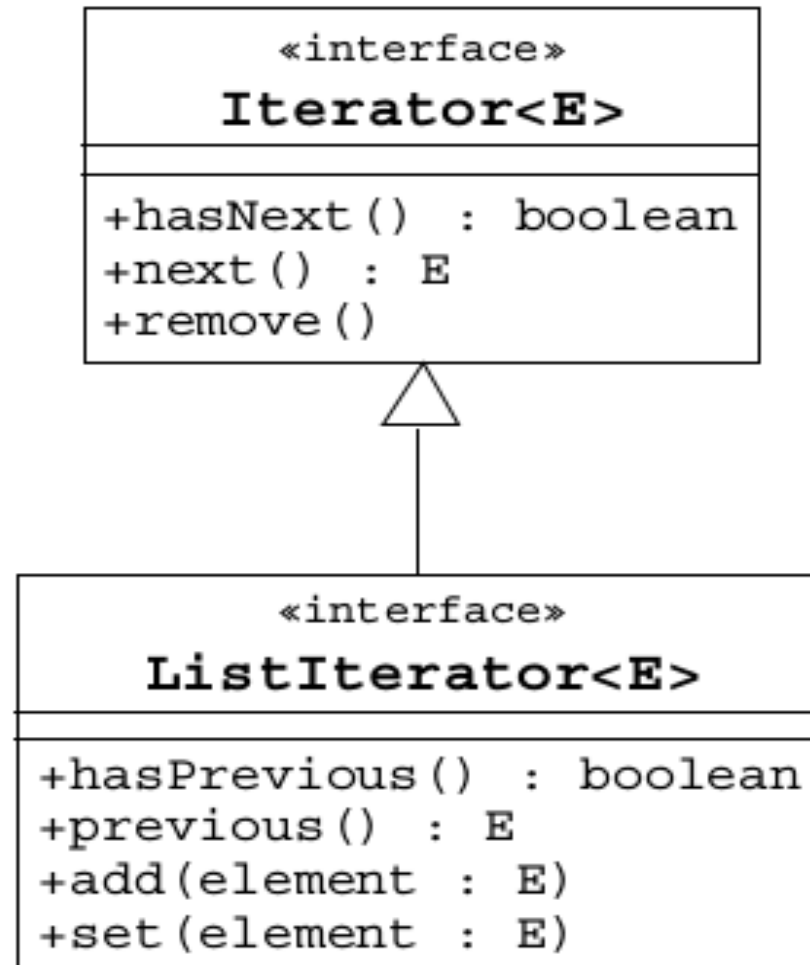 «interface»
Iterator<E>
+hasNext() : boolean
+next() : E
+remove()
«interface»
ListIterator<E>
+hasPrevious() : boolean
+previous() : E
+add(element : E)
+set(element : E)